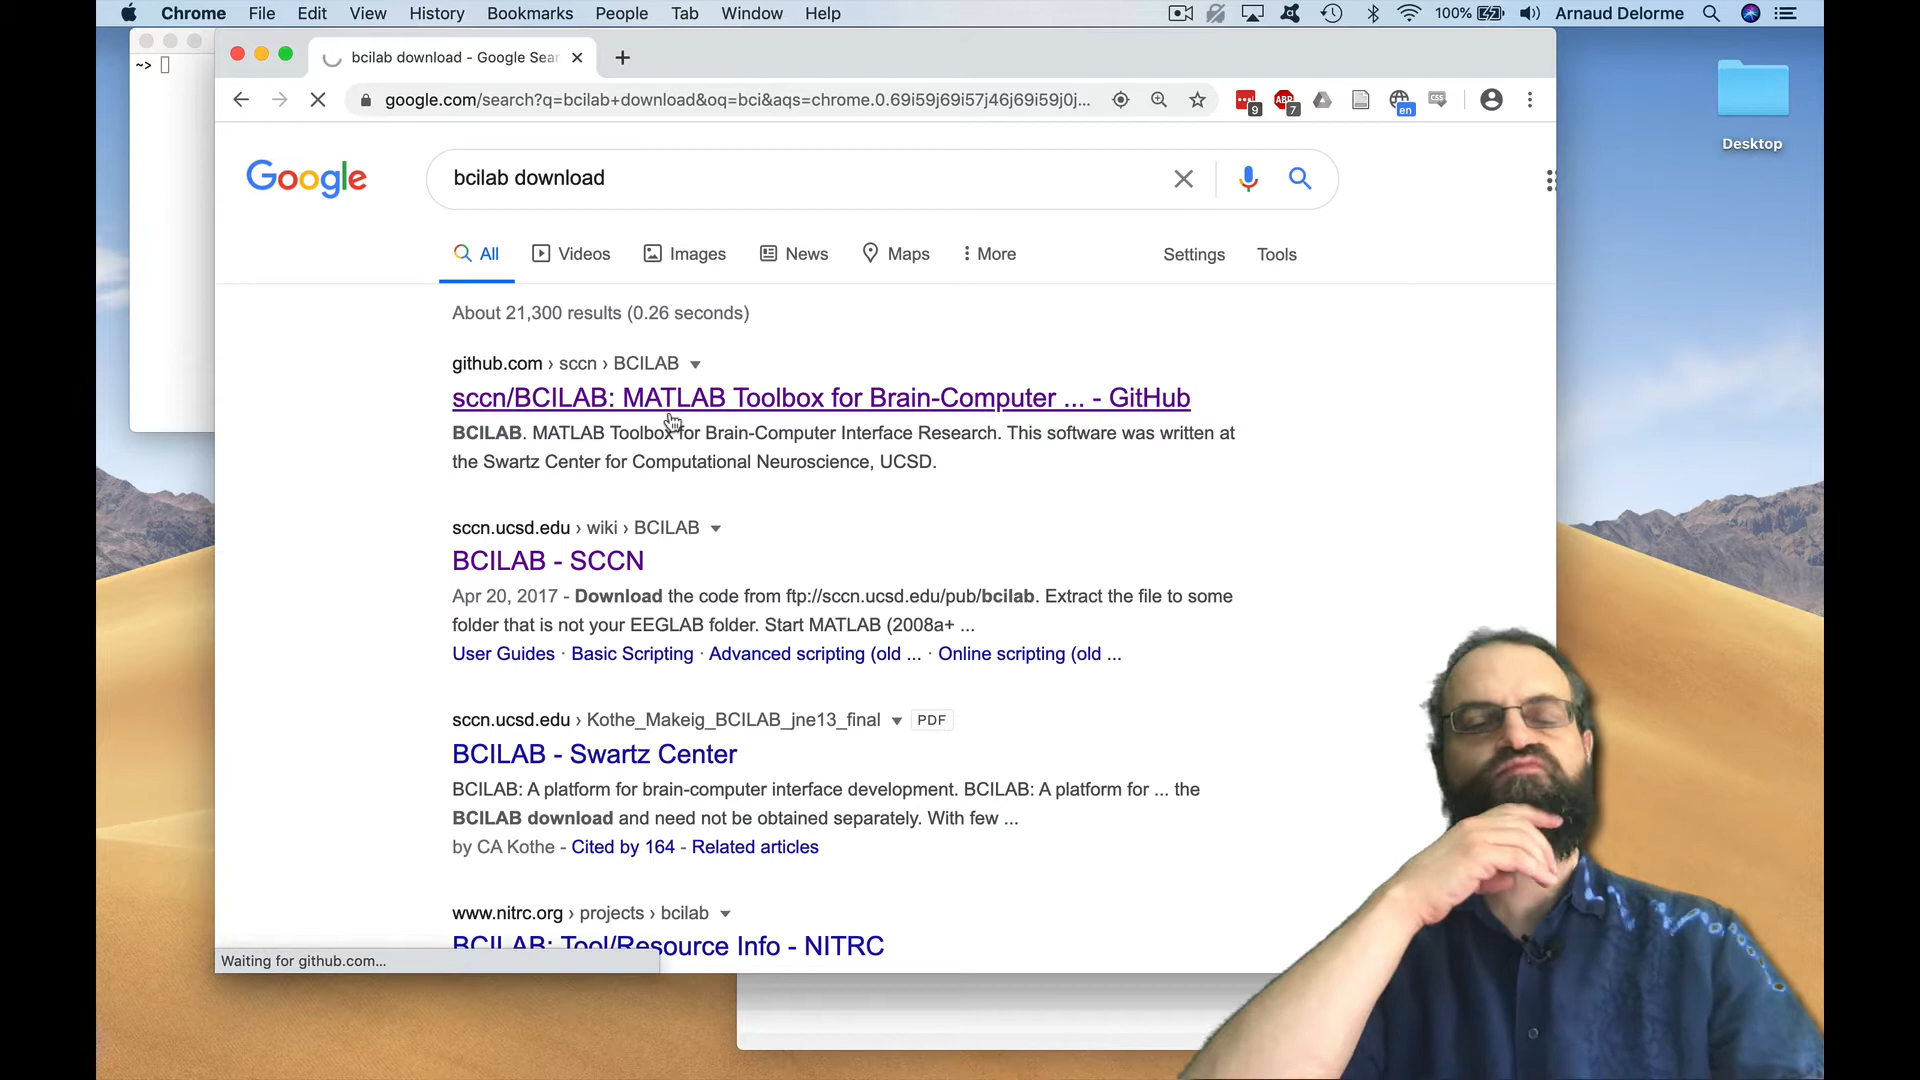 Chrome File Edit View History Bookmarks People Tab Window Help 100% Arnaud Delorme
~>
bcilab download - Google Sear
google.com/search?q=bcilab+download&oq=bci&aqs=chrome.0.69i59j69i57j46j69i59j0j... 9 ABP 7 en CSS
Desktop
Google bcilab download
All Videos Images News Maps More Settings Tools
About 21,300 results (0.26 seconds)
github.com › sccn › BCILAB
sccn/BCILAB: MATLAB Toolbox for Brain-Computer ... - GitHub
BCILAB. MATLAB Toolbox for Brain-Computer Interface Research. This software was written at
the Swartz Center for Computational Neuroscience, UCSD.
sccn.ucsd.edu › wiki › BCILAB
BCILAB - SCCN
Apr 20, 2017 - Download the code from ftp://sccn.ucsd.edu/pub/bcilab. Extract the file to some
folder that is not your EEGLAB folder. Start MATLAB (2008a+ ...
User Guides · Basic Scripting · Advanced scripting (old ... · Online scripting (old ...
sccn.ucsd.edu › Kothe_Makeig_BCILAB_jne13_final PDF
BCILAB - Swartz Center
BCILAB: A platform for brain-computer interface development. BCILAB: A platform for ... the
BCILAB download and need not be obtained separately. With few ...
by CA Kothe - Cited by 164 - Related articles
www.nitrc.org › projects › bcilab
BCILAB: Tool/Resource Info - NITRC
Waiting for github.com...